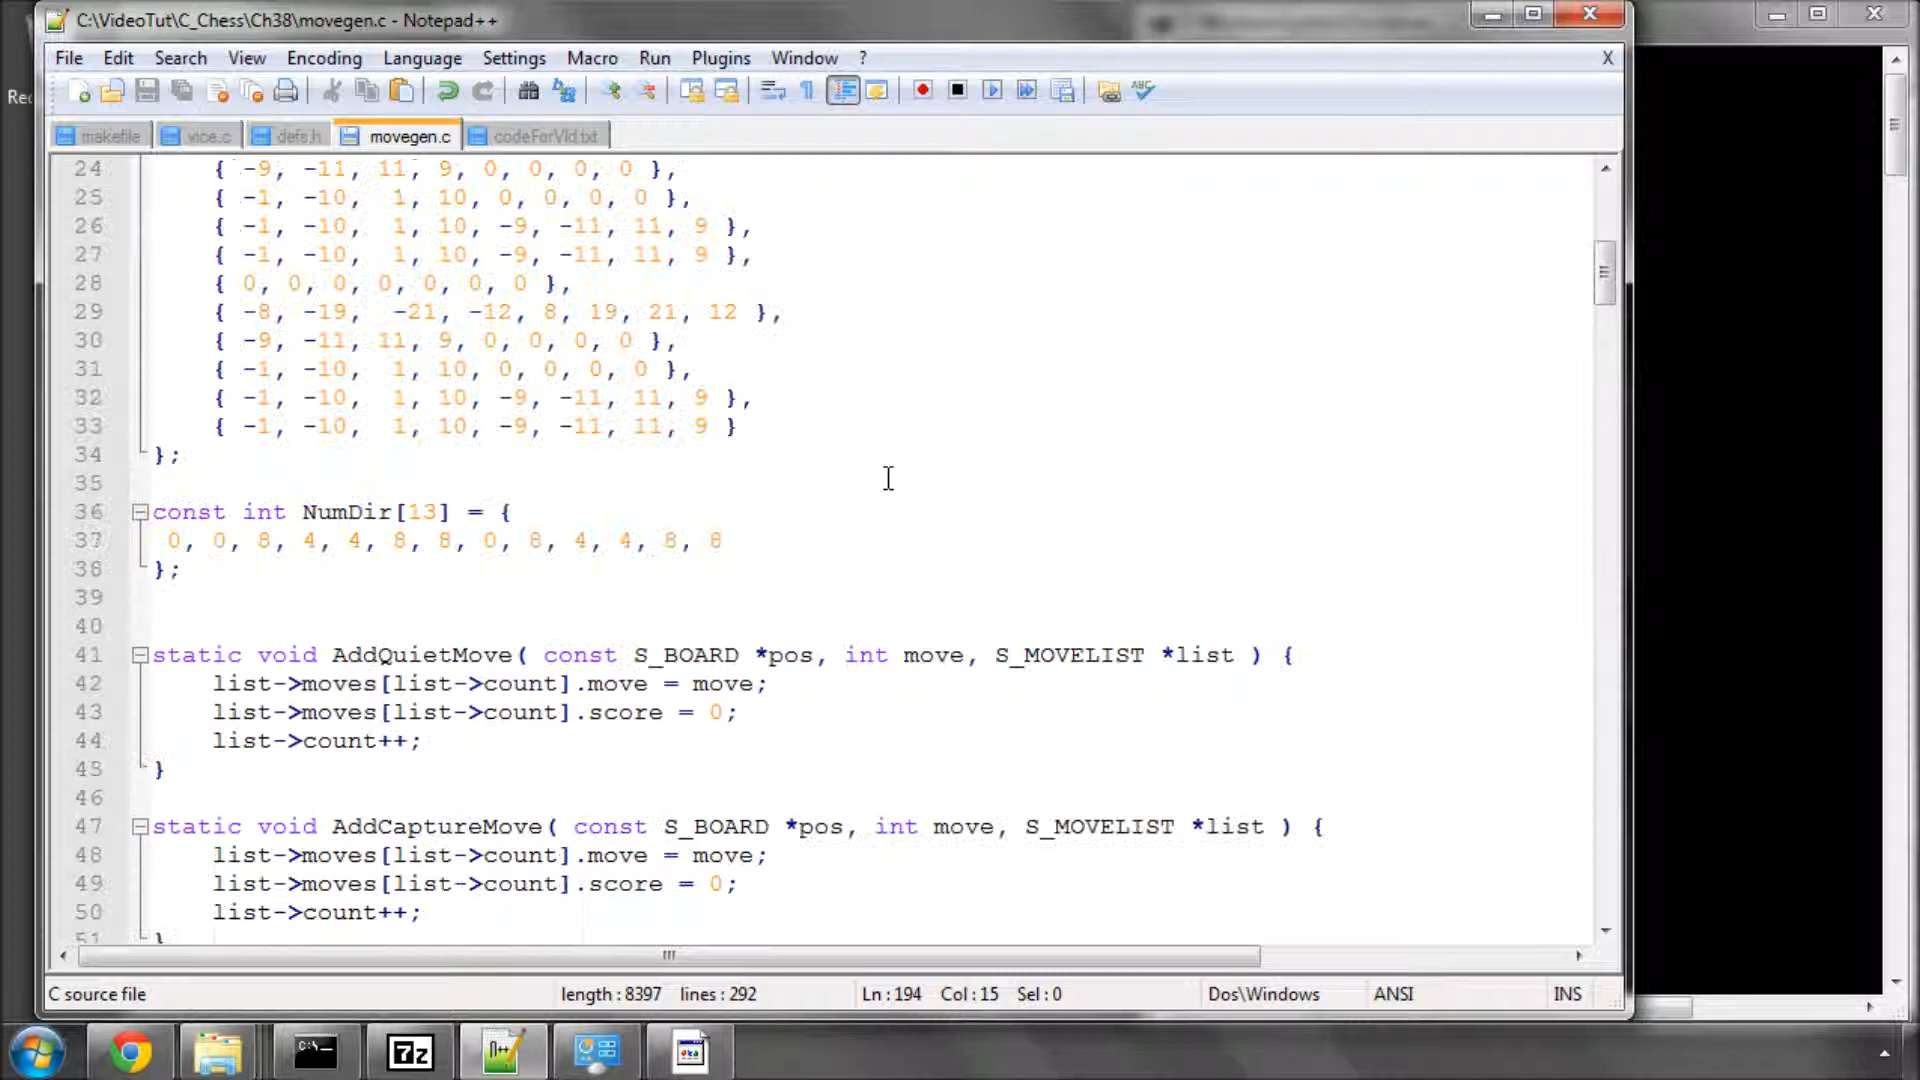 C:\VideoTut\C_Chess\Ch38\movegen.c - Notepad++
File Edit Search View Encoding Language Settings Macro Run Plugins Window ? X
makefile vice.c defs.h movegen.c codeForVid.txt
24 { -9, -11, 11, 9, 0, 0, 0, 0 },
25 { -1, -10, 1, 10, 0, 0, 0, 0 },
26 { -1, -10, 1, 10, -9, -11, 11, 9 },
27 { -1, -10, 1, 10, -9, -11, 11, 9 },
28 { 0, 0, 0, 0, 0, 0, 0 },
29 { -8, -19, -21, -12, 8, 19, 21, 12 },
30 { -9, -11, 11, 9, 0, 0, 0, 0 },
31 { -1, -10, 1, 10, 0, 0, 0, 0 },
32 { -1, -10, 1, 10, -9, -11, 11, 9 },
33 { -1, -10, 1, 10, -9, -11, 11, 9 }
34 };
35
36 const int NumDir[13] = {
37 0, 0, 8, 4, 4, 8, 8, 0, 8, 4, 4, 8, 8
38 };
39
40
41 static void AddQuietMove( const S_BOARD *pos, int move, S_MOVELIST *list ) {
42 list->moves[list->count].move = move;
43 list->moves[list->count].score = 0;
44 list->count++;
45 }
46
47 static void AddCaptureMove( const S_BOARD *pos, int move, S_MOVELIST *list ) {
48 list->moves[list->count].move = move;
49 list->moves[list->count].score = 0;
50 list->count++;
51 }
C source file length : 8397 lines : 292 Ln : 194 Col : 15 Sel : 0 Dos\Windows ANSI INS